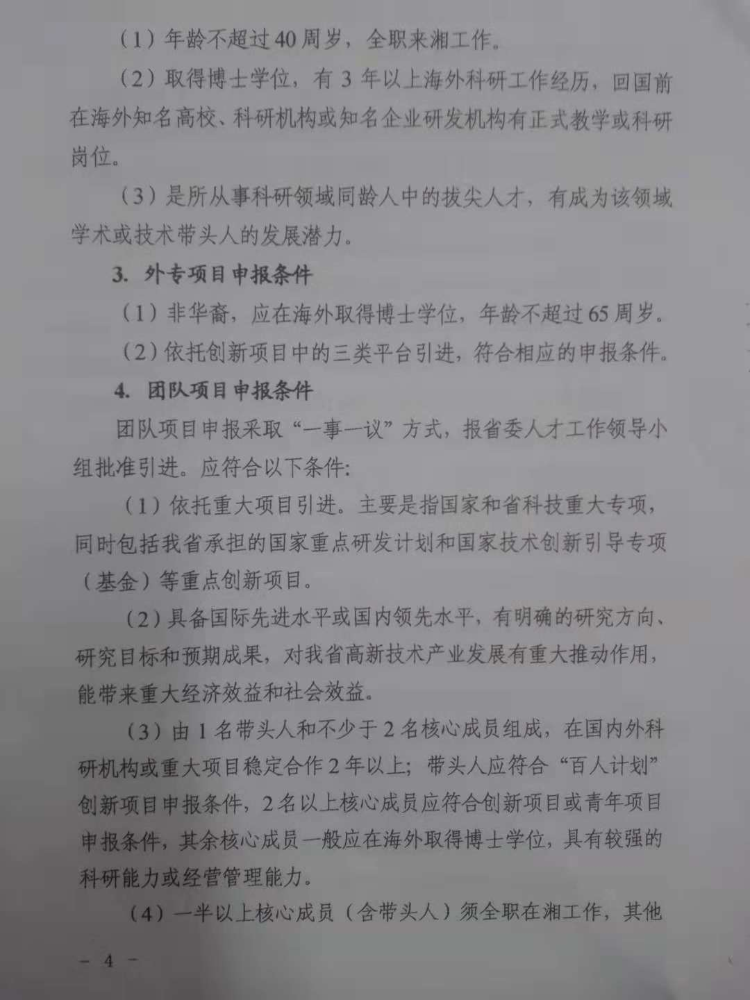 （1）年龄不超过 40 周岁，全职来湘工作。
（2）取得博士学位，有 3 年以上海外科研工作经历，回国前
在海外知名高校、科研机构或知名企业研发机构有正式教学或科研
岗位。
（3）是所从事科研领域同龄人中的拔尖人才，有成为该领域
学术或技术带头人的发展潜力。
3. 外专项目申报条件
（1）非华裔，应在海外取得博士学位，年龄不超过 65 周岁。
（2）依托创新项目中的三类平台引进，符合相应的申报条件。
4. 团队项目申报条件
团队项目申报采取“一事一议”方式，报省委人才工作领导小
组批准引进。应符合以下条件：
（1）依托重大项目引进。主要是指国家和省科技重大专项，
同时包括我省承担的国家重点研发计划和国家技术创新引导专项
（基金）等重点创新项目。
（2）具备国际先进水平或国内领先水平，有明确的研究方向、
研究目标和预期成果，对我省高新技术产业发展有重大推动作用，
能带来重大经济效益和社会效益。
（3）由 1 名带头人和不少于 2 名核心成员组成，在国内外科
研机构或重大项目稳定合作 2 年以上；带头人应符合“百人计划”
创新项目申报条件，2 名以上核心成员应符合创新项目或青年项目
申报条件，其余核心成员一般应在海外取得博士学位，具有较强的
科研能力或经营管理能力。
（4）一半以上核心成员（含带头人）须全职在湘工作，其他
－ 4 －